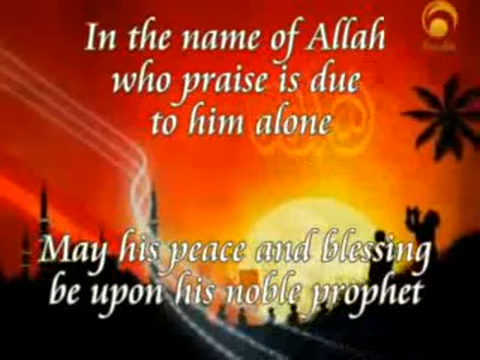 In the name of Allah
who praise is due
to him alone
May his peace and blessing
be upon his noble prophet